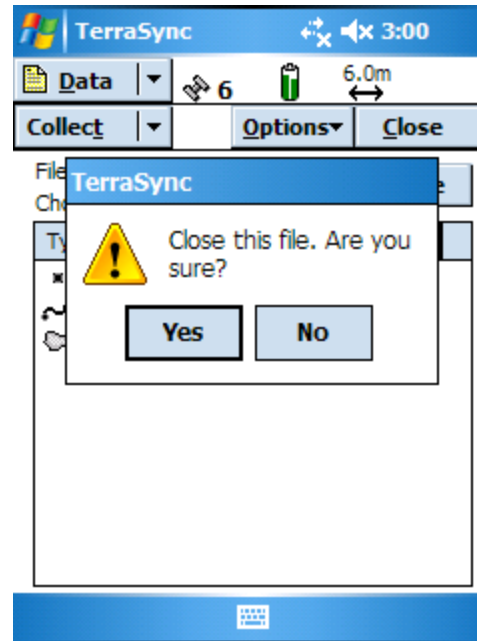 TerraSync 3:00
Data 6 6.0m
Collect Options Close
File
TerraSync
Close this file. Are you
sure?
Yes No